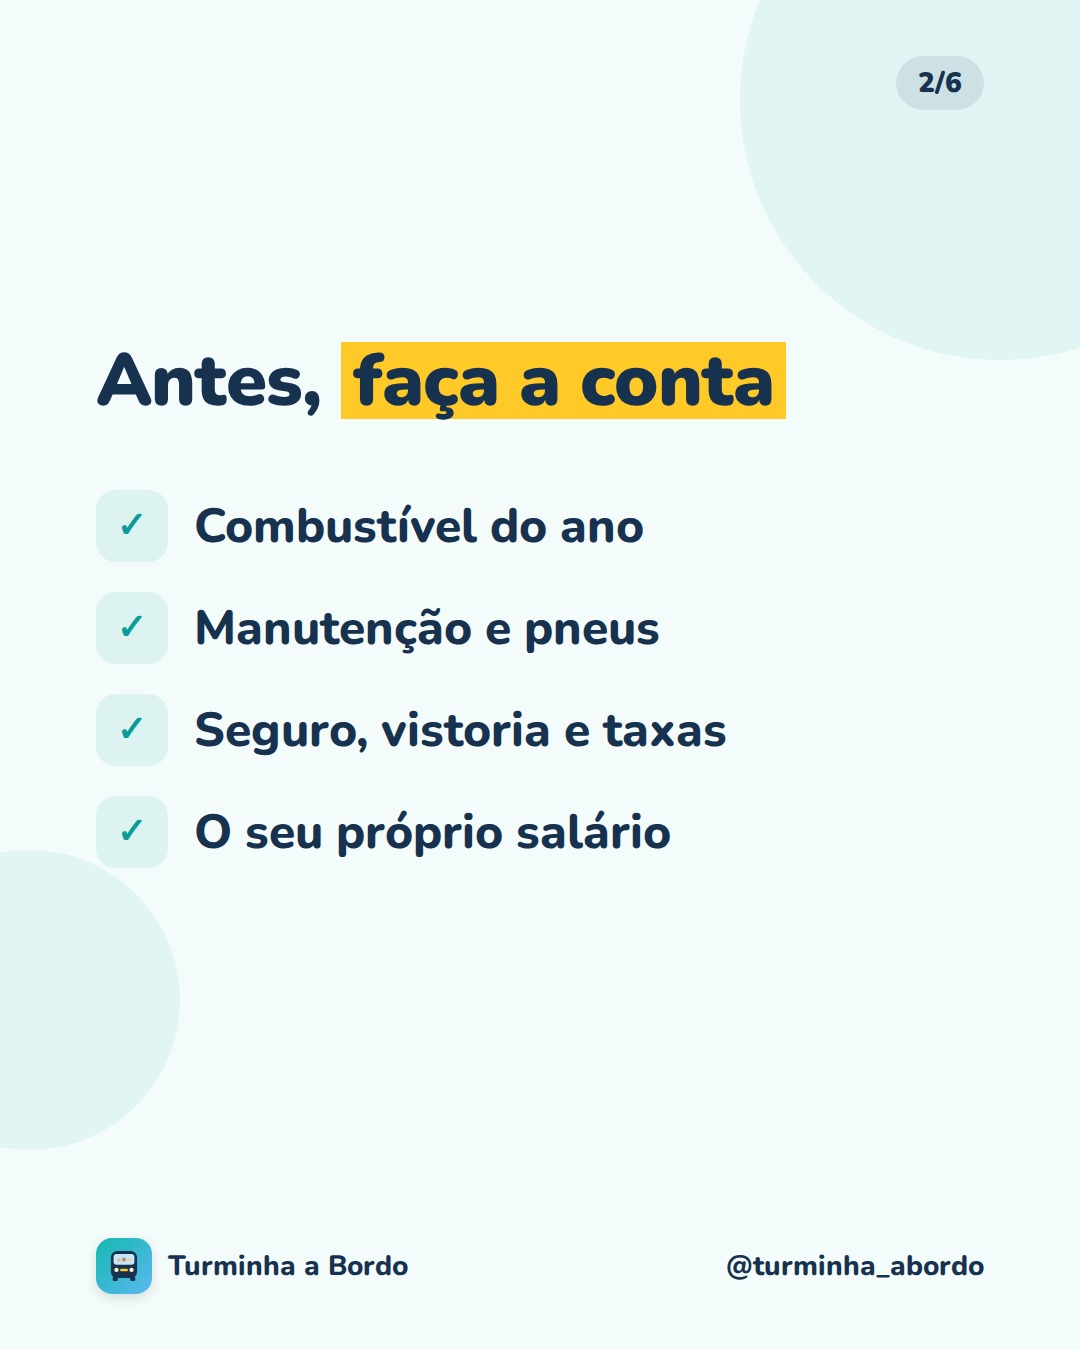 2/6
Antes, faça a conta
✓ Combustível do ano
✓ Manutenção e pneus
✓ Seguro, vistoria e taxas
✓ O seu próprio salário
Turminha a Bordo
@turminha_abordo